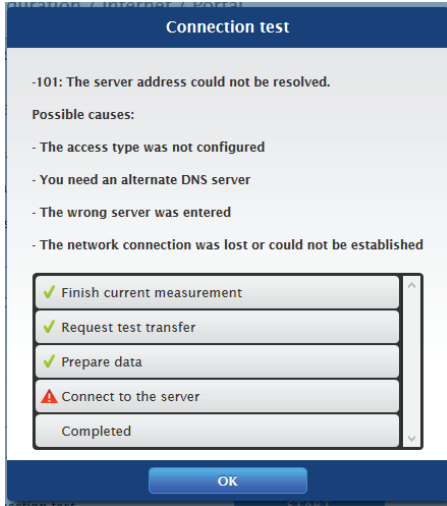 Connection test
-101: The server address could not be resolved.
Possible causes:
- The access type was not configured
- You need an alternate DNS server
- The wrong server was entered
- The network connection was lost or could not be established
Finish current measurement
Request test transfer
Prepare data
Connect to the server
Completed
OK